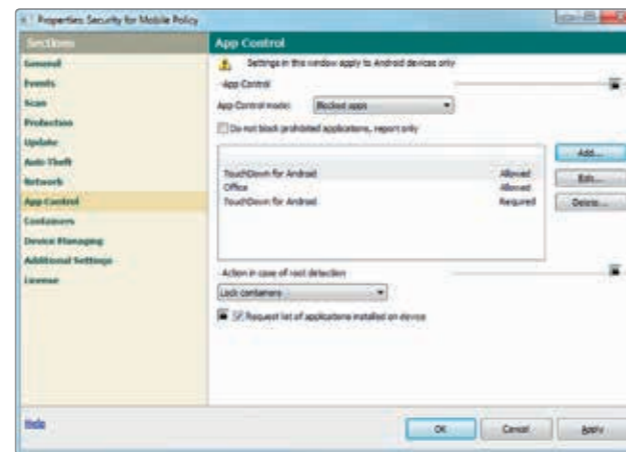 Properties: Security for Mobile Policy
Sections
General
Events
Scan
Protection
Update
Anti-Theft
Network
App Control
Containers
Device Managing
Additional Settings
License
App Control
Settings in this window apply to Android devices only
App Control
App Control mode: Blocked apps
Do not block prohibited applications, report only
Add...
TouchDown for Android Allowed
Edit...
Office Allowed
TouchDown for Android Required
Delete...
Action in case of root detection
Lock containers
Request list of applications installed on device
Help
OK Cancel Apply